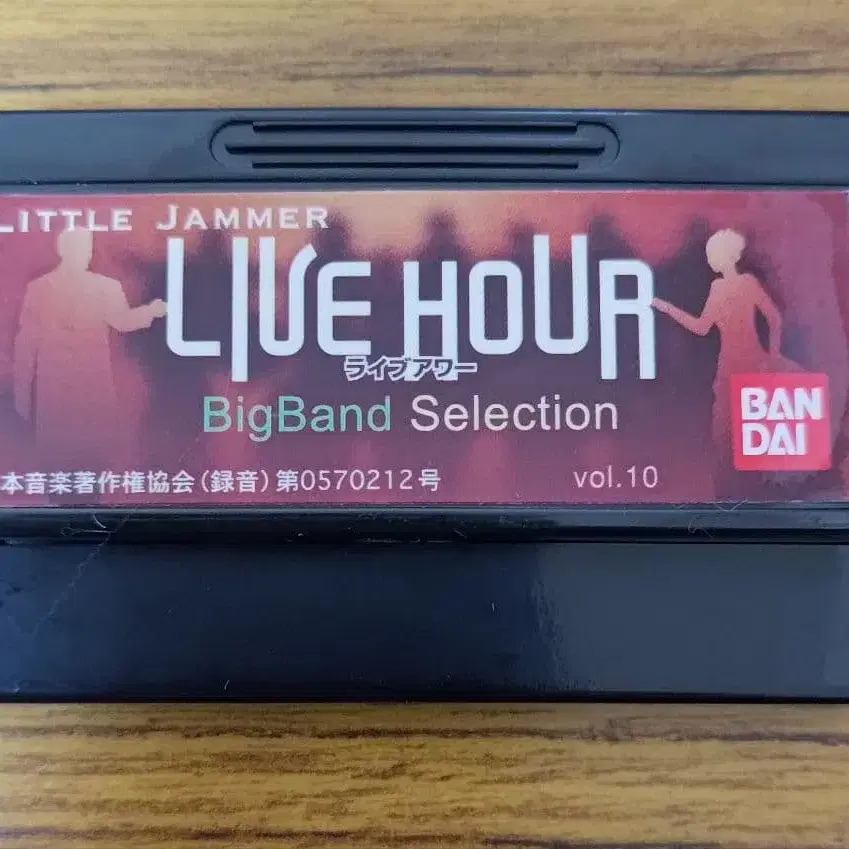 LITTLE JAMMER
LIVE HOUR
ライブアワー
BigBand Selection
BAN
DAI
本音楽著作権協会(録音)第0570212号
vol.10